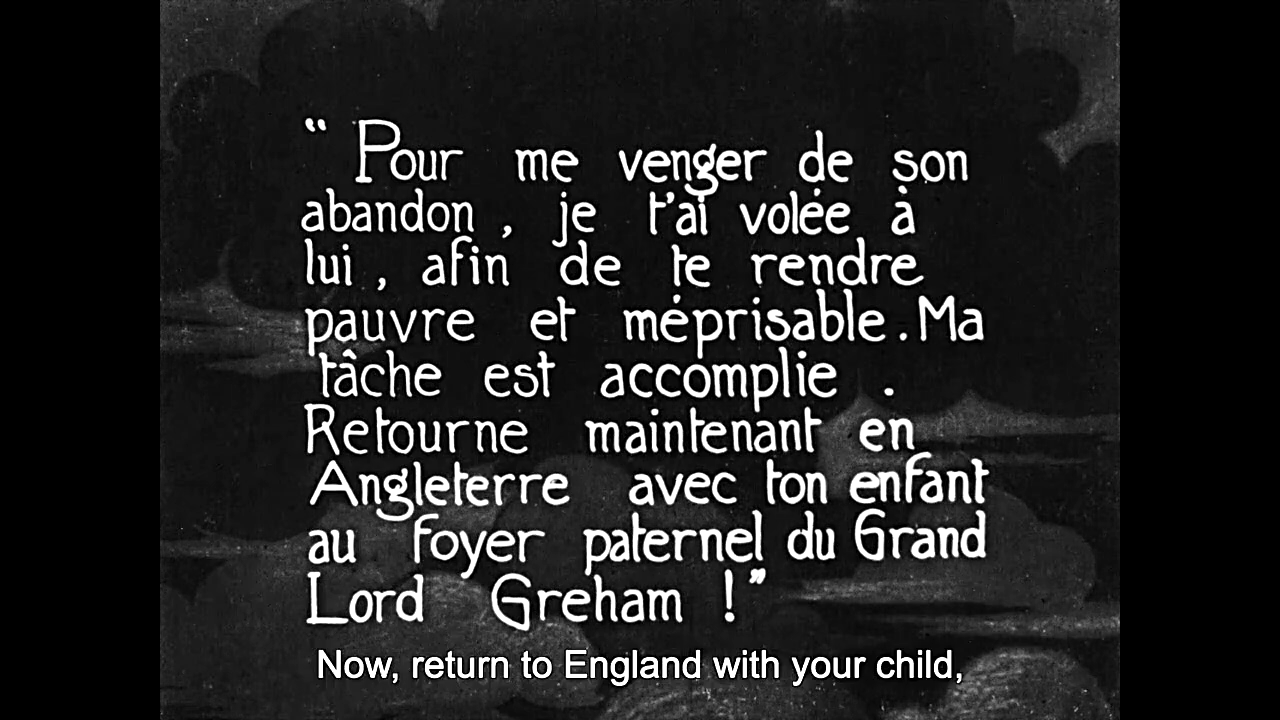 “ Pour me venger de son
abandon, je t'ai volée à
lui, afin de te rendre
pauvre et méprisable. Ma
tâche est accomplie.
Retourne maintenant en
Angleterre avec ton enfant
au foyer paternel du Grand
Lord Greham !”
Now, return to England with your child,